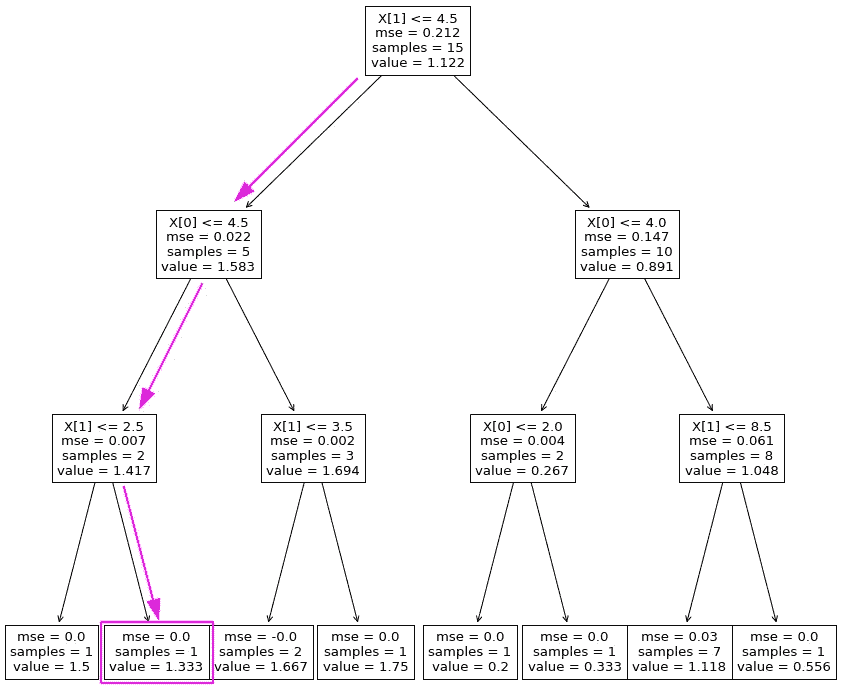 X[1] <= 4.5
mse = 0.212
samples = 15
value = 1.122
X[0] <= 4.5
mse = 0.022
samples = 5
value = 1.583
X[0] <= 4.0
mse = 0.147
samples = 10
value = 0.891
X[1] <= 2.5
mse = 0.007
samples = 2
value = 1.417
X[1] <= 3.5
mse = 0.002
samples = 3
value = 1.694
X[0] <= 2.0
mse = 0.004
samples = 2
value = 0.267
X[1] <= 8.5
mse = 0.061
samples = 8
value = 1.048
mse = 0.0
samples = 1
value = 1.5
mse = 0.0
samples = 1
value = 1.333
mse = -0.0
samples = 2
value = 1.667
mse = 0.0
samples = 1
value = 1.75
mse = 0.0
samples = 1
value = 0.2
mse = 0.0
samples = 1
value = 0.333
mse = 0.03
samples = 7
value = 1.118
mse = 0.0
samples = 1
value = 0.556